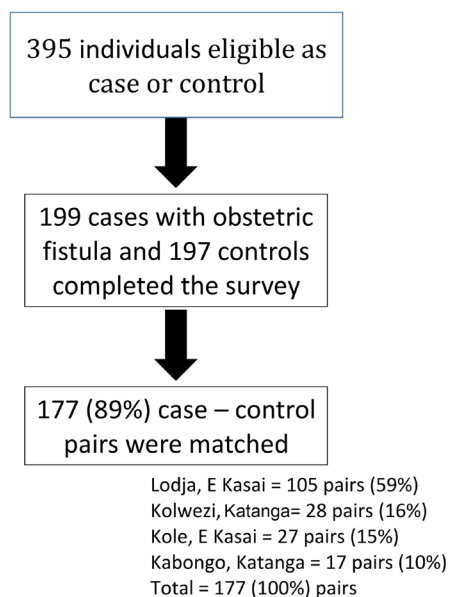 395 individuals eligible as
case or control
199 cases with obstetric
fistula and 197 controls
completed the survey
177 (89%) case – control
pairs were matched
Lodja, E Kasai = 105 pairs (59%)
Kolwezi, Katanga= 28 pairs (16%)
Kole, E Kasai = 27 pairs (15%)
Kabongo, Katanga = 17 pairs (10%)
Total = 177 (100%) pairs